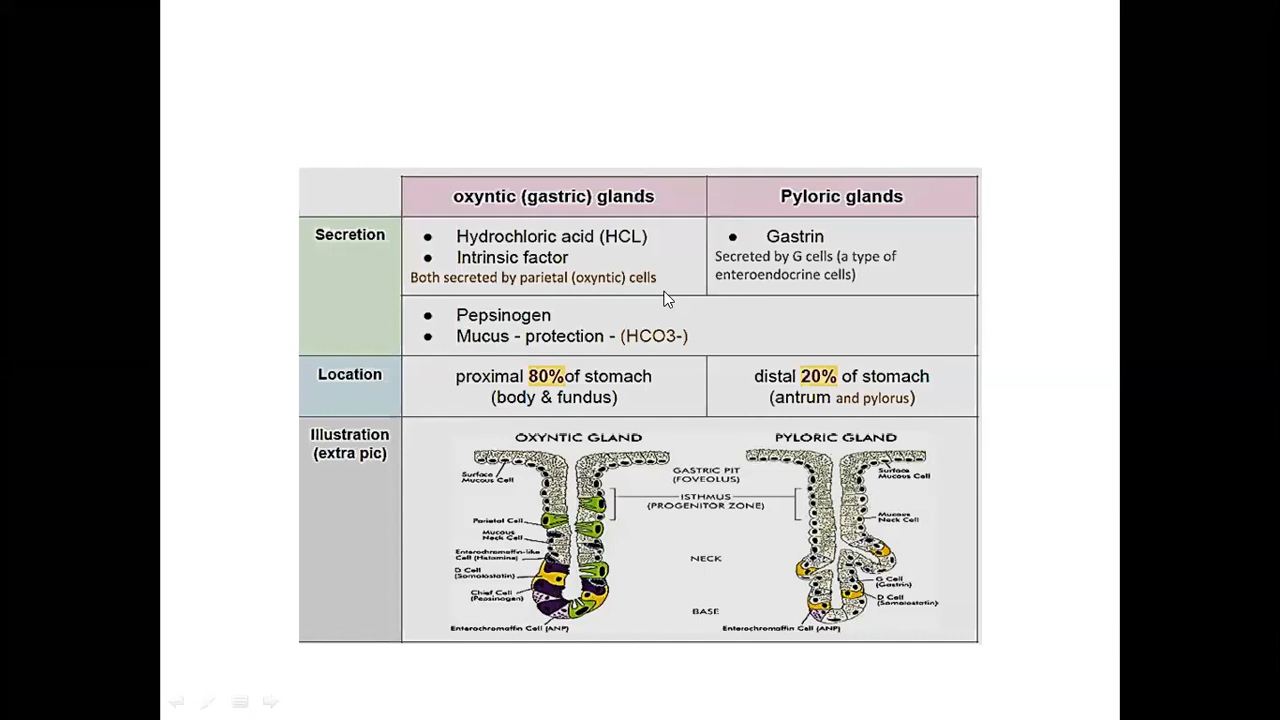 oxyntic (gastric) glands
Pyloric glands
Secretion
● Hydrochloric acid (HCL)
● Intrinsic factor
Both secreted by parietal (oxyntic) cells
● Gastrin
Secreted by G cells (a type of
enteroendocrine cells)
● Pepsinogen
● Mucus - protection - (HCO3-)
Location
proximal 80%of stomach
(body & fundus)
distal 20% of stomach
(antrum and pylorus)
Illustration
(extra pic)
OXYNTIC GLAND
PYLORIC GLAND
Surface
Mucous Cell
GASTRIC PIT
(FOVEOLUS)
Surface
Mucous Cell
ISTHMUS
(PROGENITOR ZONE)
Parietal Cell
Mucous
Neck Cell
Mucous
Neck Cell
Enterochromaffin-like
Cell (Histamine)
NECK
D Cell
(Somatostatin)
G Cell
(Gastrin)
Chief Cell
(Pepsinogen)
D Cell
(Somatostatin)
BASE
Enterochromaffin Cell (ANP)
Enterochromaffin Cell (ANP)